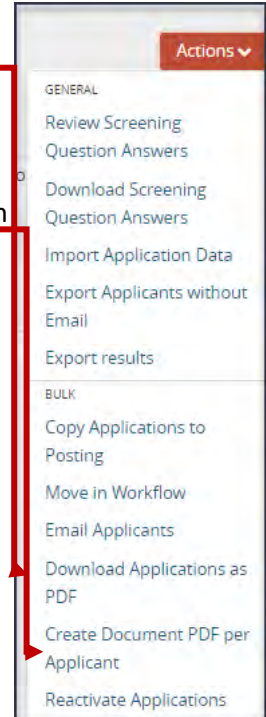 Actions
GENERAL
Review Screening
Question Answers
Download Screening
Question Answers
Import Application Data
Export Applicants without
Email
Export results
BULK
Copy Applications to
Posting
Move in Workflow
Email Applicants
Download Applications as
PDF
Create Document PDF per
Applicant
Reactivate Applications